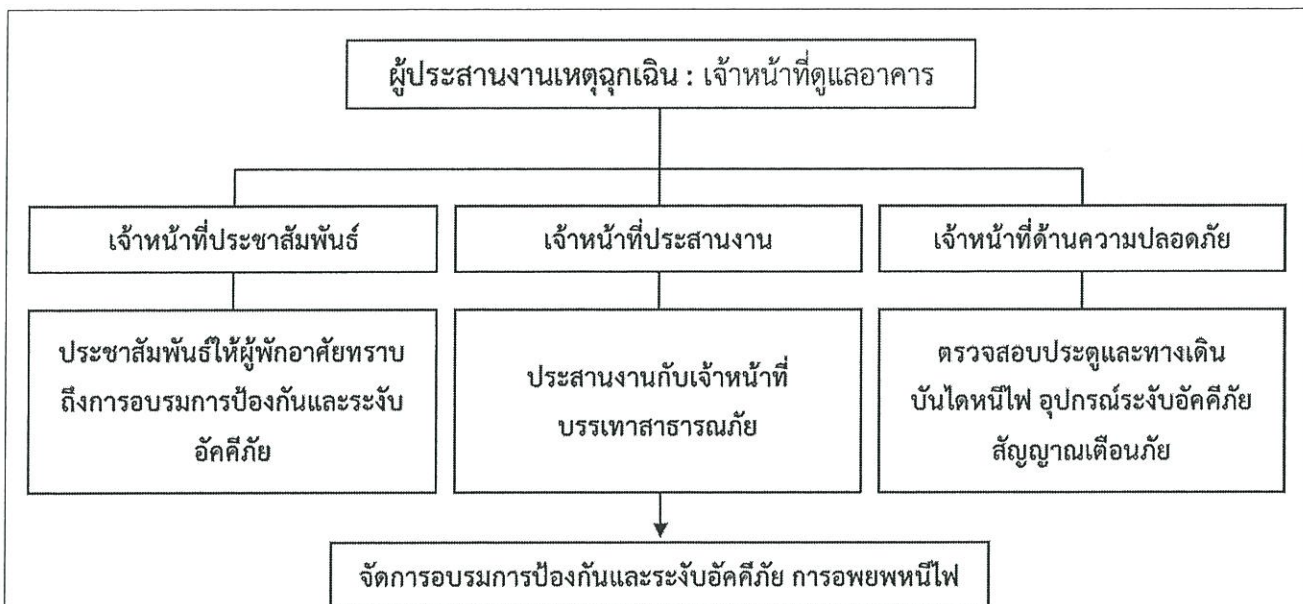 ผู้ประสานงานเหตุฉุกเฉิน : เจ้าหน้าที่ดูแลอาคาร
เจ้าหน้าที่ประชาสัมพันธ์
เจ้าหน้าที่ประสานงาน
เจ้าหน้าที่ด้านความปลอดภัย
ประชาสัมพันธ์ให้ผู้พักอาศัยทราบ
ถึงการอบรมการป้องกันและระงับ
อัคคีภัย
ประสานงานกับเจ้าหน้าที่
บรรเทาสาธารณภัย
ตรวจสอบประตูและทางเดิน
บันไดหนีไฟ อุปกรณ์ระงับอัคคีภัย
สัญญาณเตือนภัย
จัดการอบรมการป้องกันและระงับอัคคีภัย การอพยพหนีไฟ